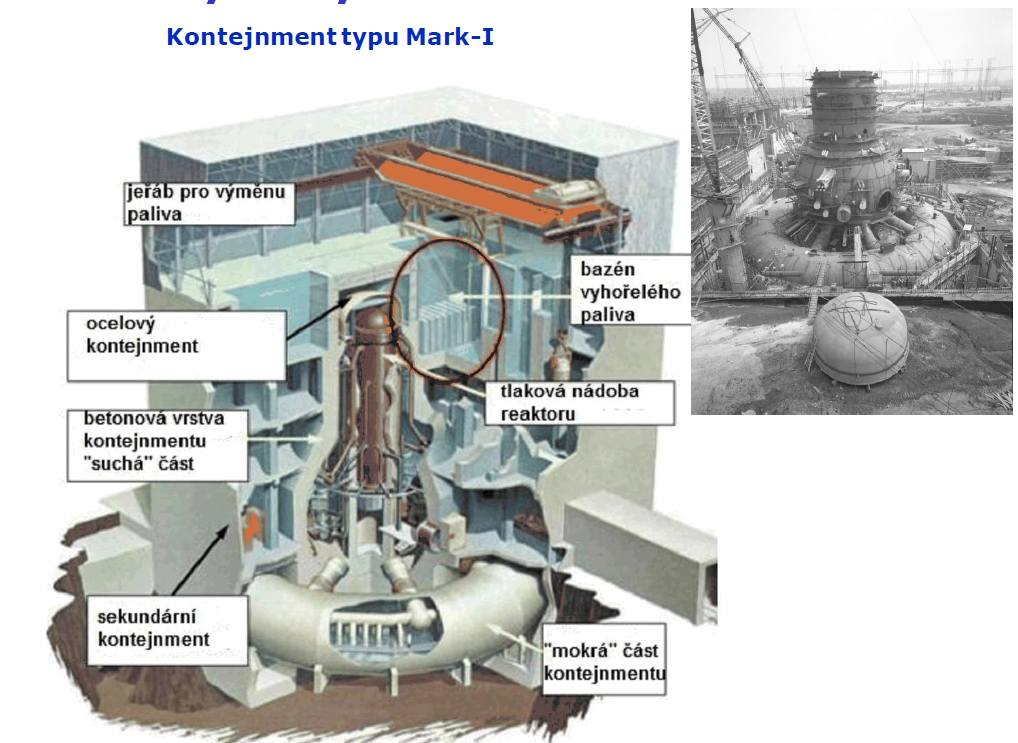 Kontejnment typu Mark-I
jeřáb pro výměnu
paliva
bazén
vyhořelého
paliva
ocelový
kontejnment
tlaková nádoba
reaktoru
betonová vrstva
kontejnmentu
"suchá" část
sekundární
kontejnment
"mokrá" část
kontejnmentu